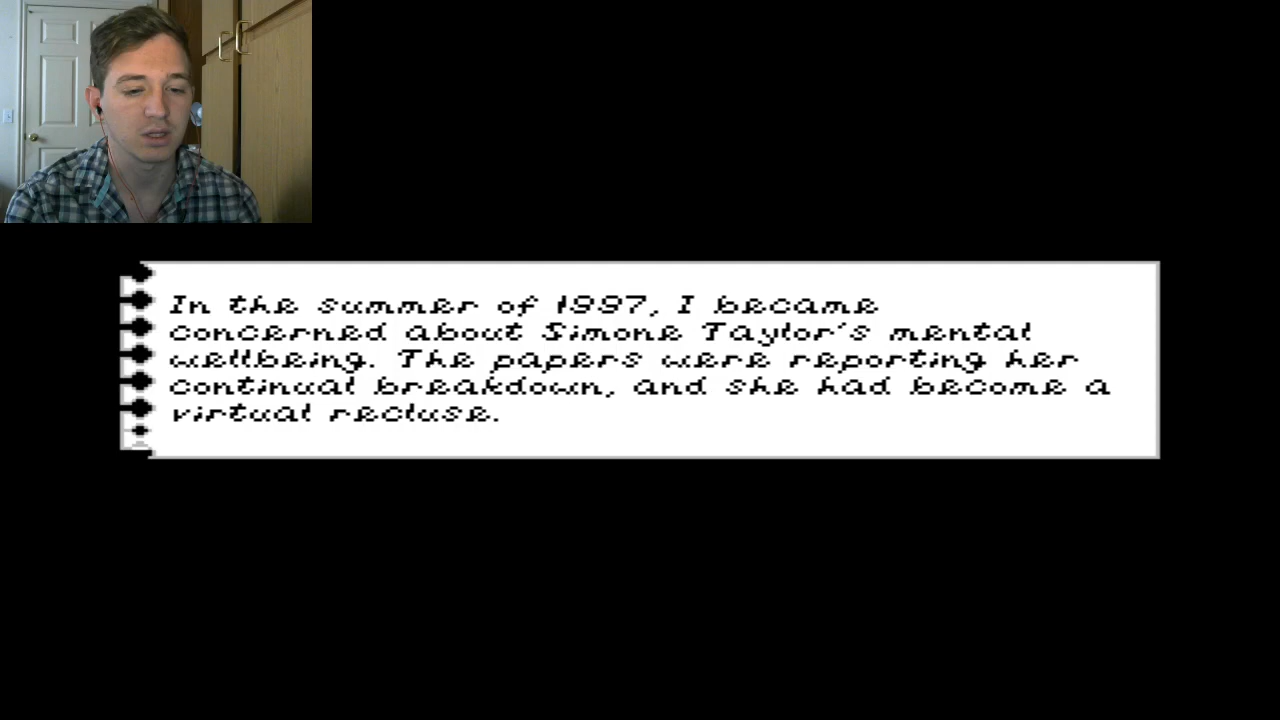 In the summer of 1997, I became
concerned about Simone Taylor's mental
wellbeing. The papers were reporting her
continual breakdown, and she had become a
virtual recluse.